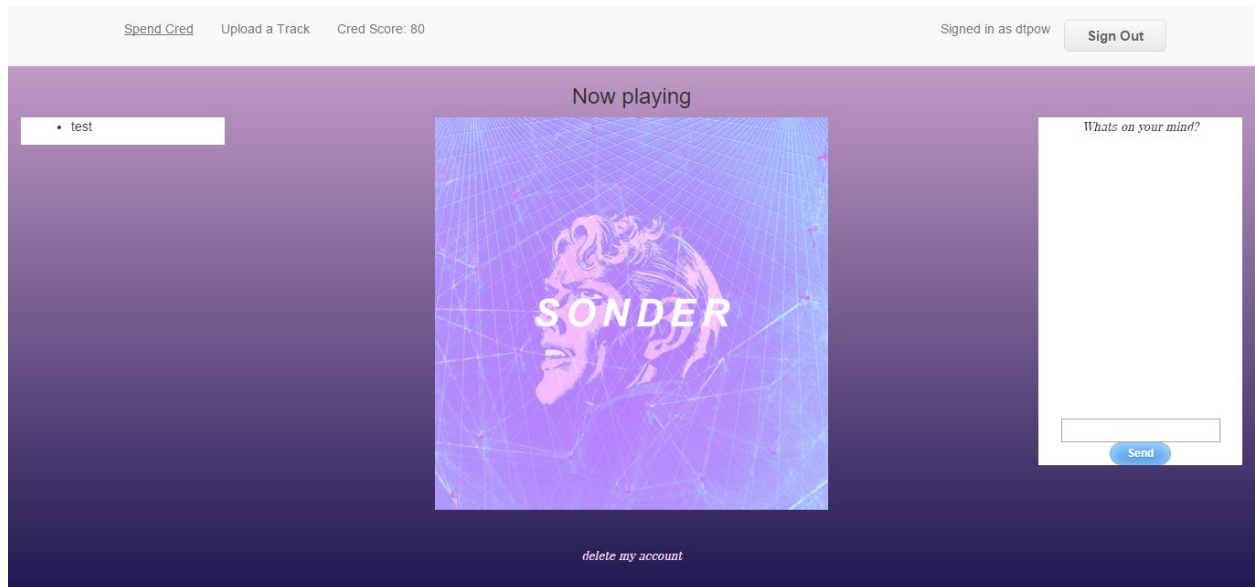 Spend Cred Upload a Track Cred Score: 80 Signed in as dtpow Sign Out
Now playing
• test
SONDER
Whats on your mind?
Send
delete my account